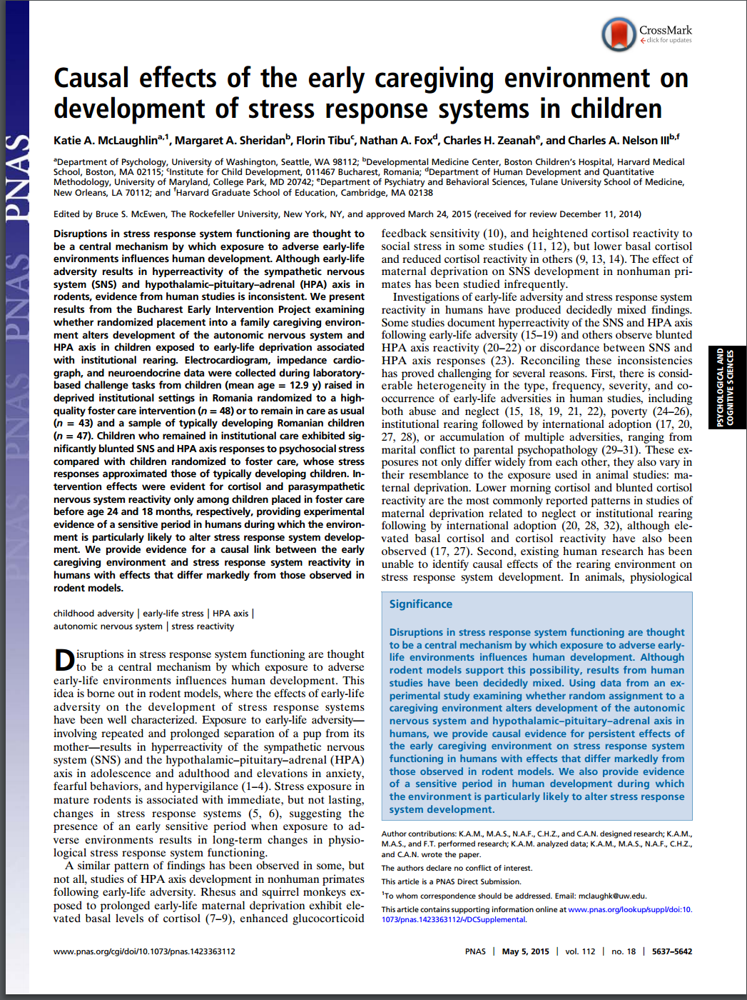 CrossMark
click for updates
Causal effects of the early caregiving environment on
development of stress response systems in children
Katie A. McLaughlina,1, Margaret A. Sheridanb, Florin Tibuc, Nathan A. Foxd, Charles H. Zeanahe, and Charles A. Nelson IIIb,f
aDepartment of Psychology, University of Washington, Seattle, WA 98112; bDevelopmental Medicine Center, Boston Children's Hospital, Harvard Medical
School, Boston, MA 02115; cInstitute for Child Development, 011467 Bucharest, Romania; dDepartment of Human Development and Quantitative
Methodology, University of Maryland, College Park, MD 20742; eDepartment of Psychiatry and Behavioral Sciences, Tulane University School of Medicine,
New Orleans, LA 70112; and fHarvard Graduate School of Education, Cambridge, MA 02138
Edited by Bruce S. McEwen, The Rockefeller University, New York, NY, and approved March 24, 2015 (received for review December 11, 2014)
Disruptions in stress response system functioning are thought to
be a central mechanism by which exposure to adverse early-life
environments influences human development. Although early-life
adversity results in hyperreactivity of the sympathetic nervous
system (SNS) and hypothalamic–pituitary–adrenal (HPA) axis in
rodents, evidence from human studies is inconsistent. We present
results from the Bucharest Early Intervention Project examining
whether randomized placement into a family caregiving environ-
ment alters development of the autonomic nervous system and
HPA axis in children exposed to early-life deprivation associated
with institutional rearing. Electrocardiogram, impedance cardio-
graph, and neuroendocrine data were collected during laboratory-
based challenge tasks from children (mean age = 12.9 y) raised in
deprived institutional settings in Romania randomized to a high-
quality foster care intervention (n = 48) or to remain in care as usual
(n = 43) and a sample of typically developing Romanian children
(n = 47). Children who remained in institutional care exhibited sig-
nificantly blunted SNS and HPA axis responses to psychosocial stress
compared with children randomized to foster care, whose stress
responses approximated those of typically developing children. In-
tervention effects were evident for cortisol and parasympathetic
nervous system reactivity only among children placed in foster care
before age 24 and 18 months, respectively, providing experimental
evidence of a sensitive period in humans during which the environ-
ment is particularly likely to alter stress response system develop-
ment. We provide evidence for a causal link between the early
caregiving environment and stress response system reactivity in
humans with effects that differ markedly from those observed in
rodent models.
childhood adversity | early-life stress | HPA axis |
autonomic nervous system | stress reactivity
Disruptions in stress response system functioning are thought
to be a central mechanism by which exposure to adverse
early-life environments influences human development. This
idea is borne out in rodent models, where the effects of early-life
adversity on the development of stress response systems
have been well characterized. Exposure to early-life adversity—
involving repeated and prolonged separation of a pup from its
mother—results in hyperreactivity of the sympathetic nervous
system (SNS) and the hypothalamic–pituitary–adrenal (HPA)
axis in adolescence and adulthood and elevations in anxiety,
fearful behaviors, and hypervigilance (1–4). Stress exposure in
mature rodents is associated with immediate, but not lasting,
changes in stress response systems (5, 6), suggesting the
presence of an early sensitive period when exposure to ad-
verse environments results in long-term changes in physio-
logical stress response system functioning.
A similar pattern of findings has been observed in some, but
not all, studies of HPA axis development in nonhuman primates
following early-life adversity. Rhesus and squirrel monkeys ex-
posed to prolonged early-life maternal deprivation exhibit ele-
vated basal levels of cortisol (7–9), enhanced glucocorticoid
feedback sensitivity (10), and heightened cortisol reactivity to
social stress in some studies (11, 12), but lower basal cortisol
and reduced cortisol reactivity in others (9, 13, 14). The effect of
maternal deprivation on SNS development in nonhuman pri-
mates has been studied infrequently.
Investigations of early-life adversity and stress response system
reactivity in humans have produced decidedly mixed findings.
Some studies document hyperreactivity of the SNS and HPA axis
following early-life adversity (15–19) and others observe blunted
HPA axis reactivity (20–22) or discordance between SNS and
HPA axis responses (23). Reconciling these inconsistencies
has proved challenging for several reasons. First, there is consid-
erable heterogeneity in the type, frequency, severity, and co-
occurrence of early-life adversities in human studies, including
both abuse and neglect (15, 18, 19, 21, 22), poverty (24–26),
institutional rearing followed by international adoption (17, 20,
27, 28), or accumulation of multiple adversities, ranging from
marital conflict to parental psychopathology (29–31). These ex-
posures not only differ widely from each other, they also vary in
their resemblance to the exposure used in animal studies: ma-
ternal deprivation. Lower morning cortisol and blunted cortisol
reactivity are the most commonly reported patterns in studies of
maternal deprivation related to neglect or institutional rearing
following by international adoption (20, 28, 32), although ele-
vated basal cortisol and cortisol reactivity have also been
observed (17, 27). Second, existing human research has been
unable to identify causal effects of the rearing environment on
stress response system development. In animals, physiological
Significance
Disruptions in stress response system functioning are thought
to be a central mechanism by which exposure to adverse early-
life environments influences human development. Although
rodent models support this possibility, results from human
studies have been decidedly mixed. Using data from an ex-
perimental study examining whether random assignment to a
caregiving environment alters development of the autonomic
nervous system and hypothalamic–pituitary–adrenal axis in
humans, we provide causal evidence for persistent effects of
the early caregiving environment on stress response system
functioning in humans with effects that differ markedly from
those observed in rodent models. We also provide evidence
of a sensitive period in human development during which
the environment is particularly likely to alter stress response
system development.
Author contributions: K.A.M., M.A.S., N.A.F., C.H.Z., and C.A.N. designed research; K.A.M.,
M.A.S., and F.T. performed research; K.A.M. analyzed data; K.A.M., M.A.S., N.A.F., C.H.Z.,
and C.A.N. wrote the paper.
The authors declare no conflict of interest.
This article is a PNAS Direct Submission.
1To whom correspondence should be addressed. Email: mclaughk@uw.edu.
This article contains supporting information online at www.pnas.org/lookup/suppl/doi:10.
1073/pnas.1423363112/-/DCSupplemental.
PSYCHOLOGICAL AND
COGNITIVE SCIENCES
PNAS
PNAS
PNAS
PNAS
PNAS
www.pnas.org/cgi/doi/10.1073/pnas.1423363112
PNAS | May 5, 2015 | vol. 112 | no. 18 | 5637–5642